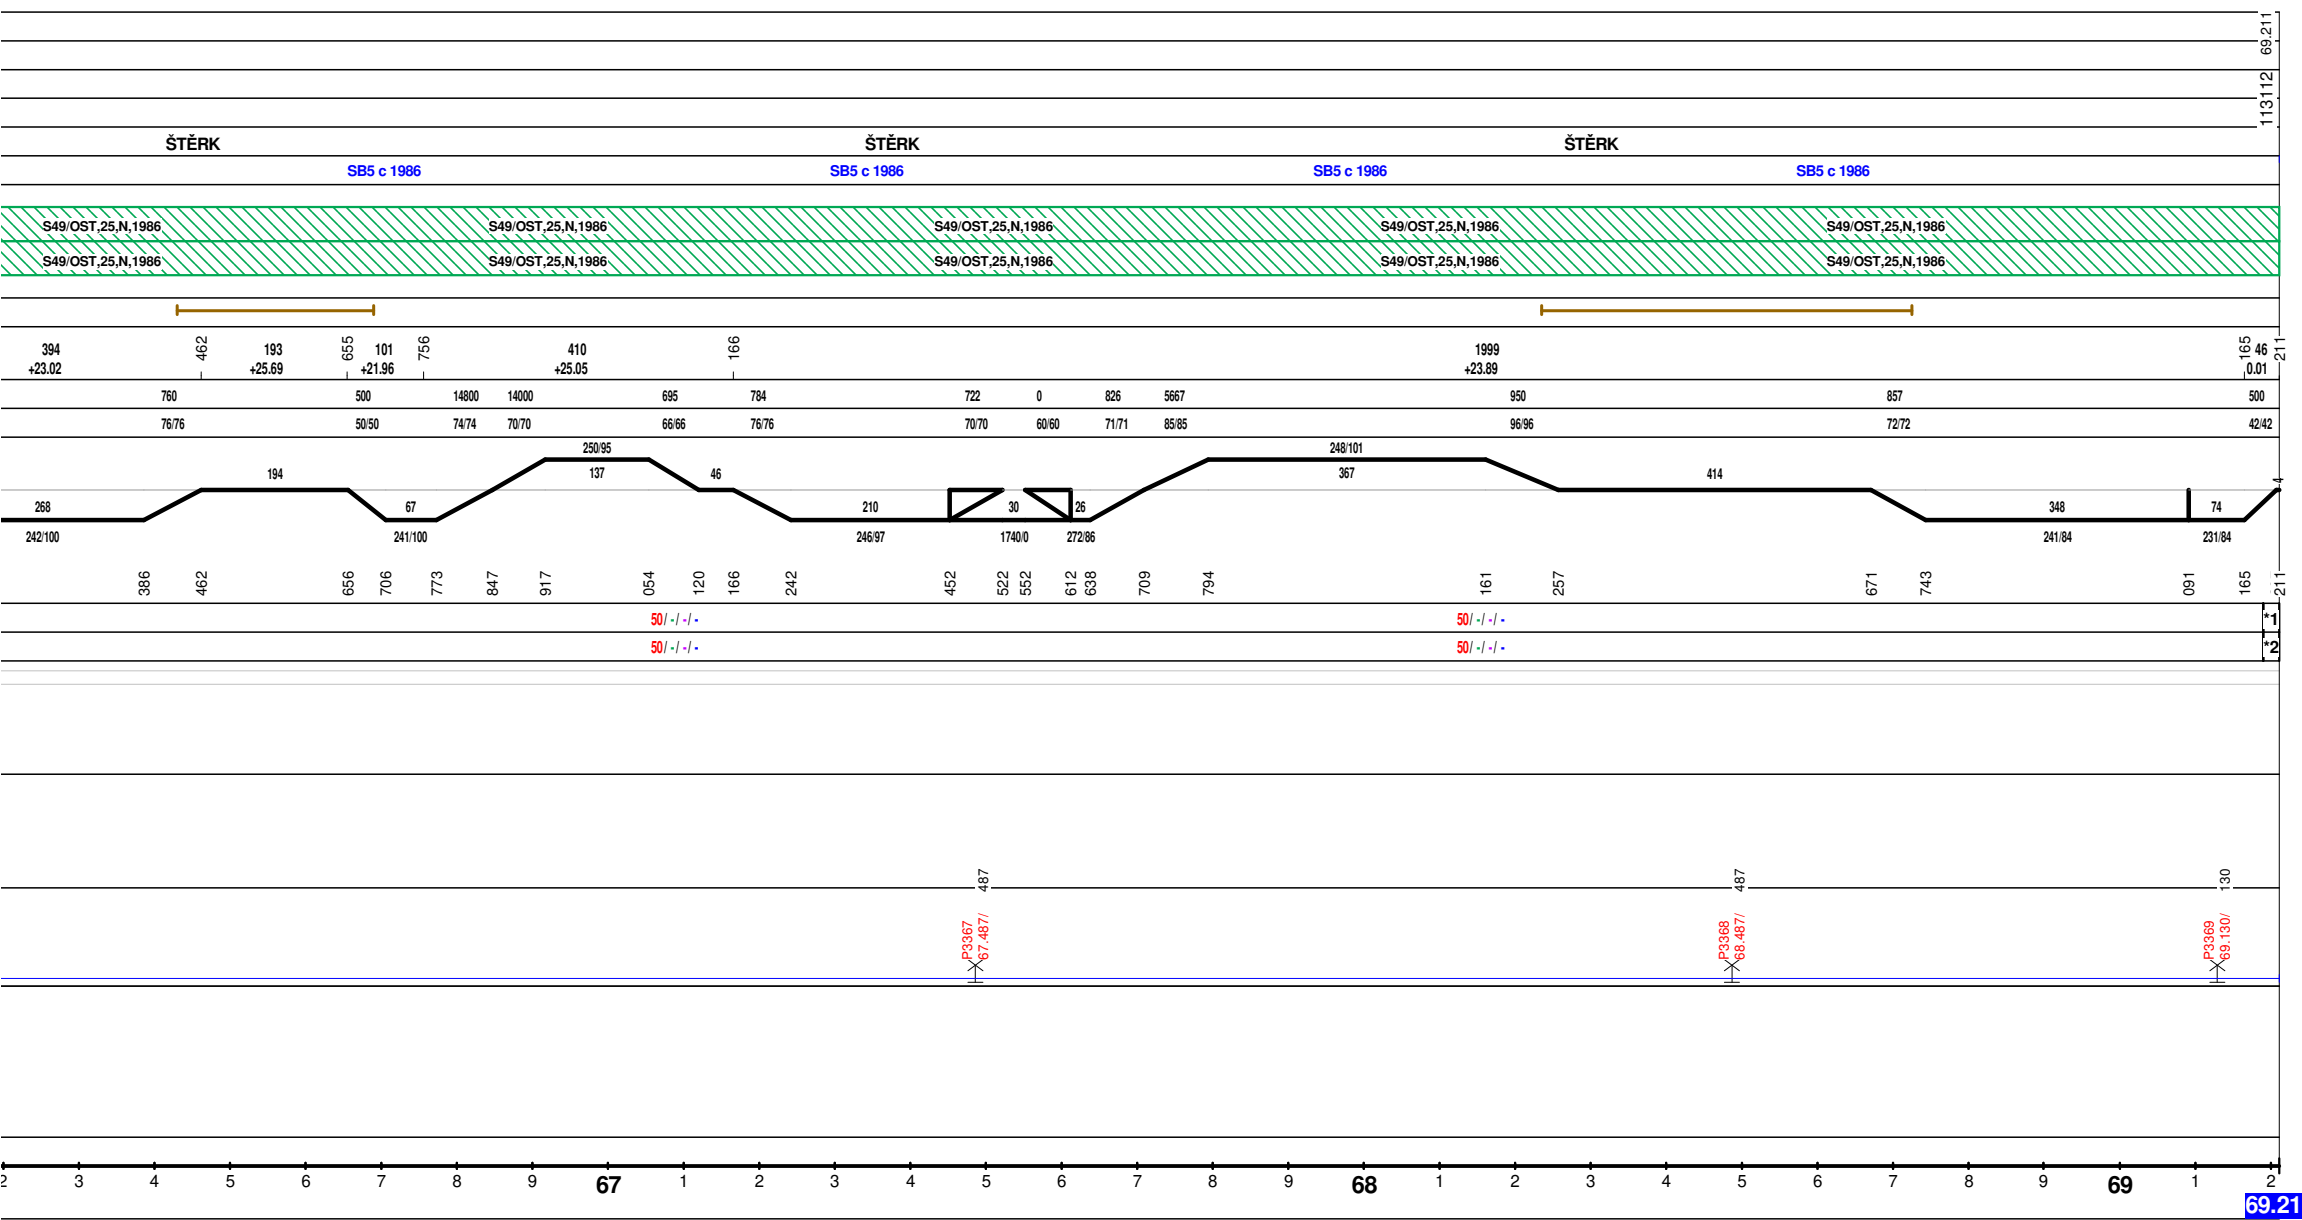 69.211
113112
ŠTĚRK ŠTĚRK ŠTĚRK
SB5 c 1986 SB5 c 1986 SB5 c 1986 SB5 c 1986
S49/OST,25,N,1986 S49/OST,25,N,1986 S49/OST,25,N,1986 S49/OST,25,N,1986 S49/OST,25,N,1986
S49/OST,25,N,1986 S49/OST,25,N,1986 S49/OST,25,N,1986 S49/OST,25,N,1986 S49/OST,25,N,1986
394 462 193 655 101 756 410 166 1999 165 46 211
+23.02 +25.69 +21.96 +25.05 +23.89 0.01
760 500 14800 14000 695 784 722 0 826 5667 950 857 500
76/76 50/50 74/74 70/70 66/66 76/76 70/70 60/60 71/71 85/85 96/96 72/72 42/42
250/95 248/101
194 137 46 367 414 4
268 67 210 30 26 348 74
242/100 241/100 246/97 1740/0 272/86 241/84 231/84
386 462 656 706 773 847 917 054 120 166 242 452 522 552 612 638 709 794 161 257 671 743 091 165 211
50/ -/ -/ - 50/ -/ -/ - *1
50/ -/ -/ - 50/ -/ -/ - *2
487 487 130
P3367 P3368 P3369
67.487/ 68.487/ 69.130/
2 3 4 5 6 7 8 9 67 1 2 3 4 5 6 7 8 9 68 1 2 3 4 5 6 7 8 9 69 1 2
69.21